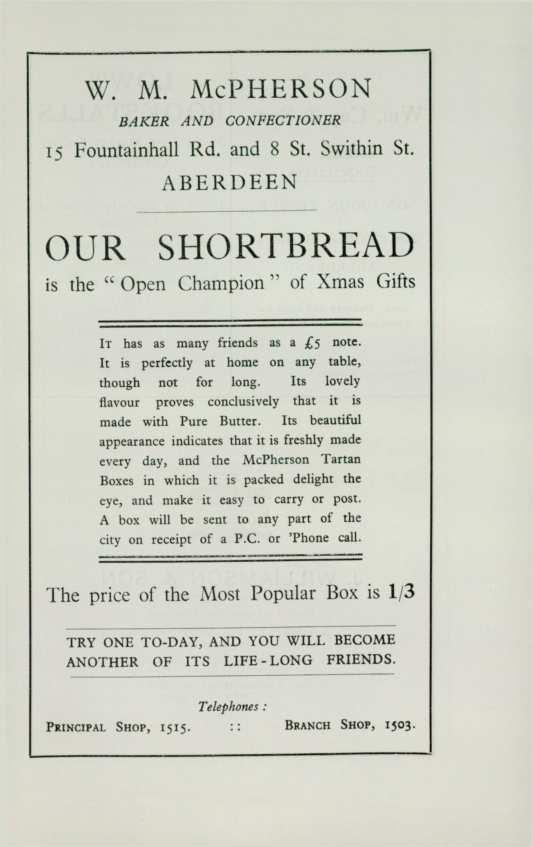 W. M. McPHERSON
BAKER AND CONFECTIONER
15 Fountainhall Rd. and 8 St. Swithin St.
ABERDEEN
OUR SHORTBREAD
is the "Open Champion" of Xmas Gifts
IT has as many friends as a £5 note.
It is perfectly at home on any table,
though not for long. Its lovely
flavour proves conclusively that it is
made with Pure Butter. Its beautiful
appearance indicates that it is freshly made
every day, and the McPherson Tartan
Boxes in which it is packed delight the
eye, and make it easy to carry or post.
A box will be sent to any part of the
city on receipt of a P.C. or 'Phone call.
The price of the Most Popular Box is 1/3
TRY ONE TO-DAY, AND YOU WILL BECOME
ANOTHER OF ITS LIFE-LONG FRIENDS.
Telephones :
PRINCIPAL SHOP, 1515. :: BRANCH SHOP, 1503.